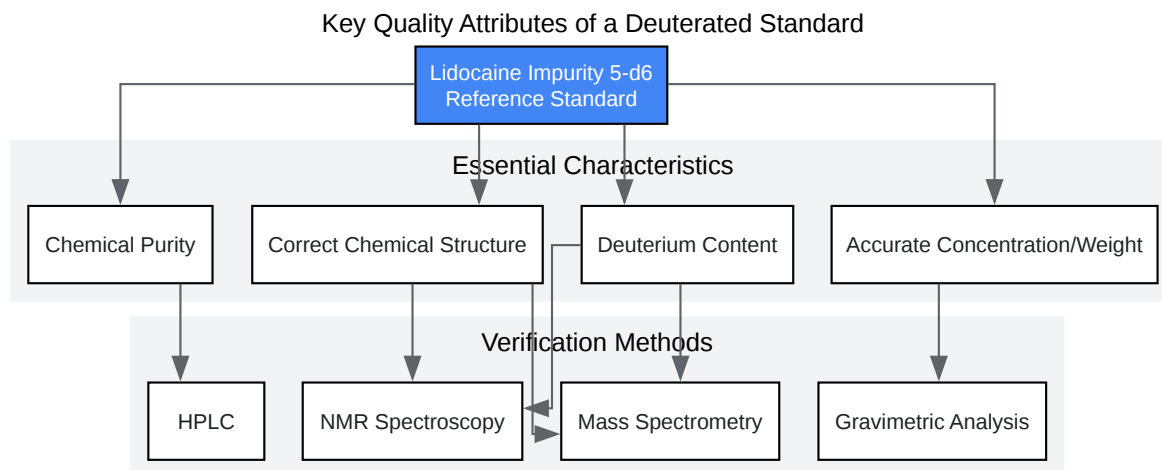 Key Quality Attributes of a Deuterated Standard
Lidocaine Impurity 5-d6
Reference Standard
Essential Characteristics
Chemical Purity
Correct Chemical Structure
Deuterium Content
Accurate Concentration/Weight
Verification Methods
HPLC
NMR Spectroscopy
Mass Spectrometry
Gravimetric Analysis